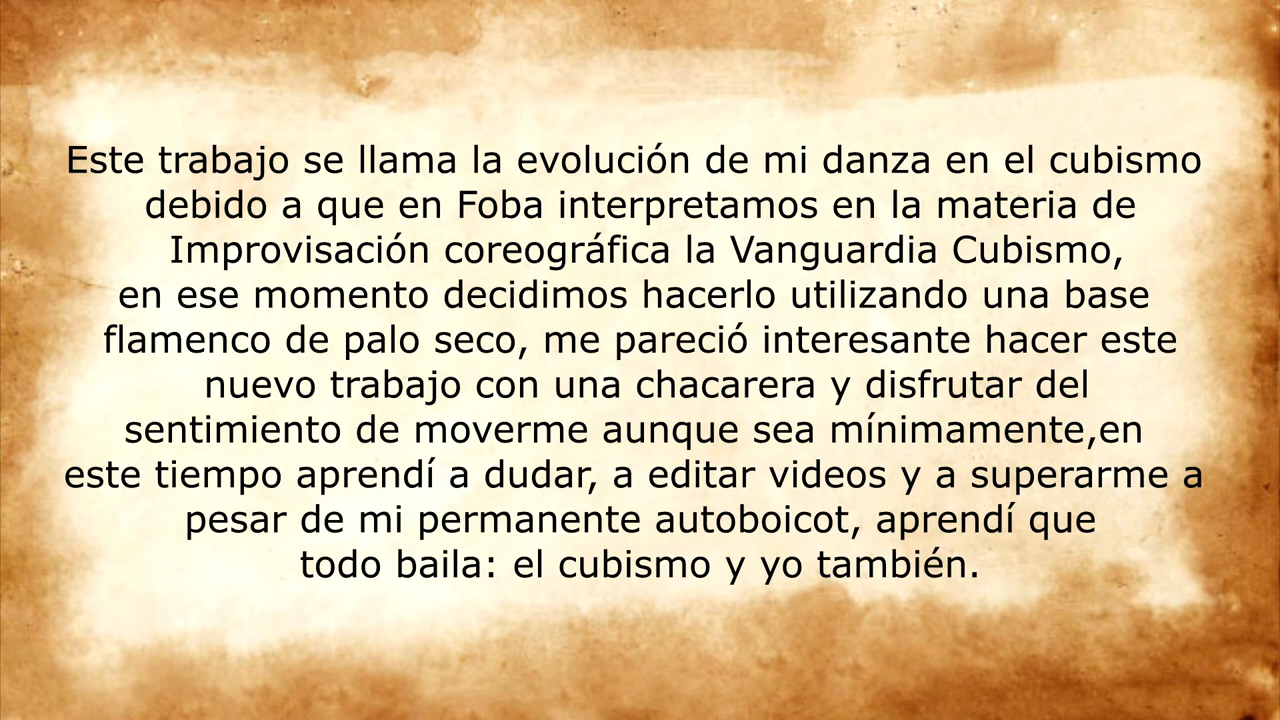 Este trabajo se llama la evolución de mi danza en el cubismo
debido a que en Foba interpretamos en la materia de
Improvisación coreográfica la Vanguardia Cubismo,
en ese momento decidimos hacerlo utilizando una base
flamenco de palo seco, me pareció interesante hacer este
nuevo trabajo con una chacarera y disfrutar del
sentimiento de moverme aunque sea mínimamente,en
este tiempo aprendí a dudar, a editar videos y a superarme a
pesar de mi permanente autoboicot, aprendí que
todo baila: el cubismo y yo también.